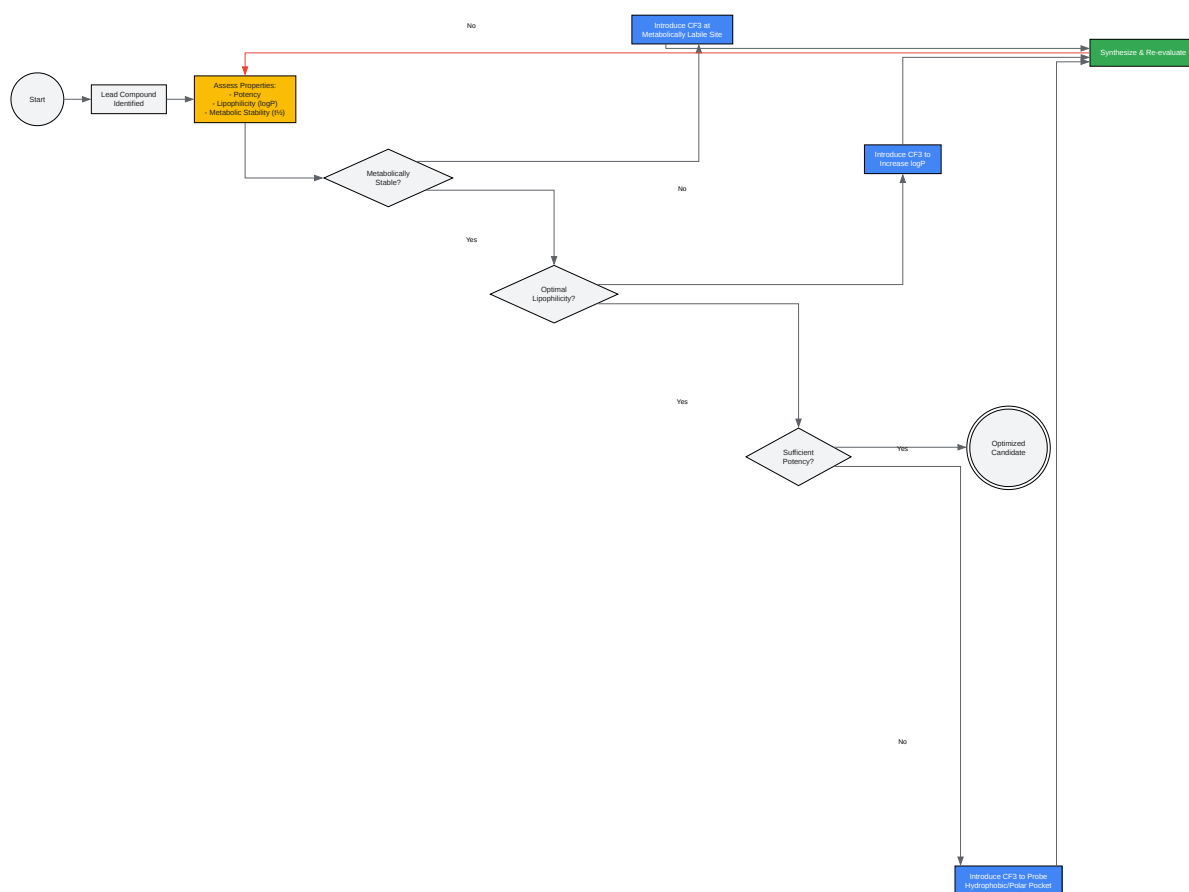 No
Introduce CF3 at
Metabolically Labile Site
Synthesize & Re-evaluate
Start
Lead Compound
Identified
Assess Properties:
- Potency
- Lipophilicity (logP)
- Metabolic Stability (t½)
Introduce CF3 to
Increase logP
Metabolically
Stable?
No
Yes
Optimal
Lipophilicity?
Yes
Sufficient
Potency?
Yes
Optimized
Candidate
No
Introduce CF3 to Probe
Hydrophobic/Polar Pocket